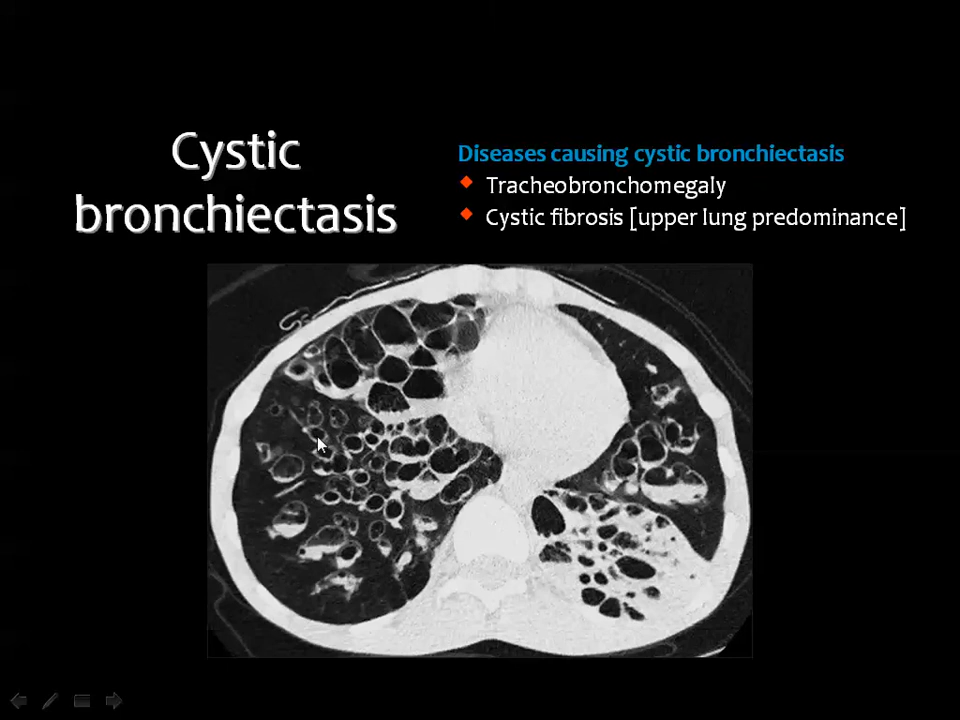 Cystic
bronchiectasis
Diseases causing cystic bronchiectasis
Tracheobronchomegaly
Cystic fibrosis [upper lung predominance]